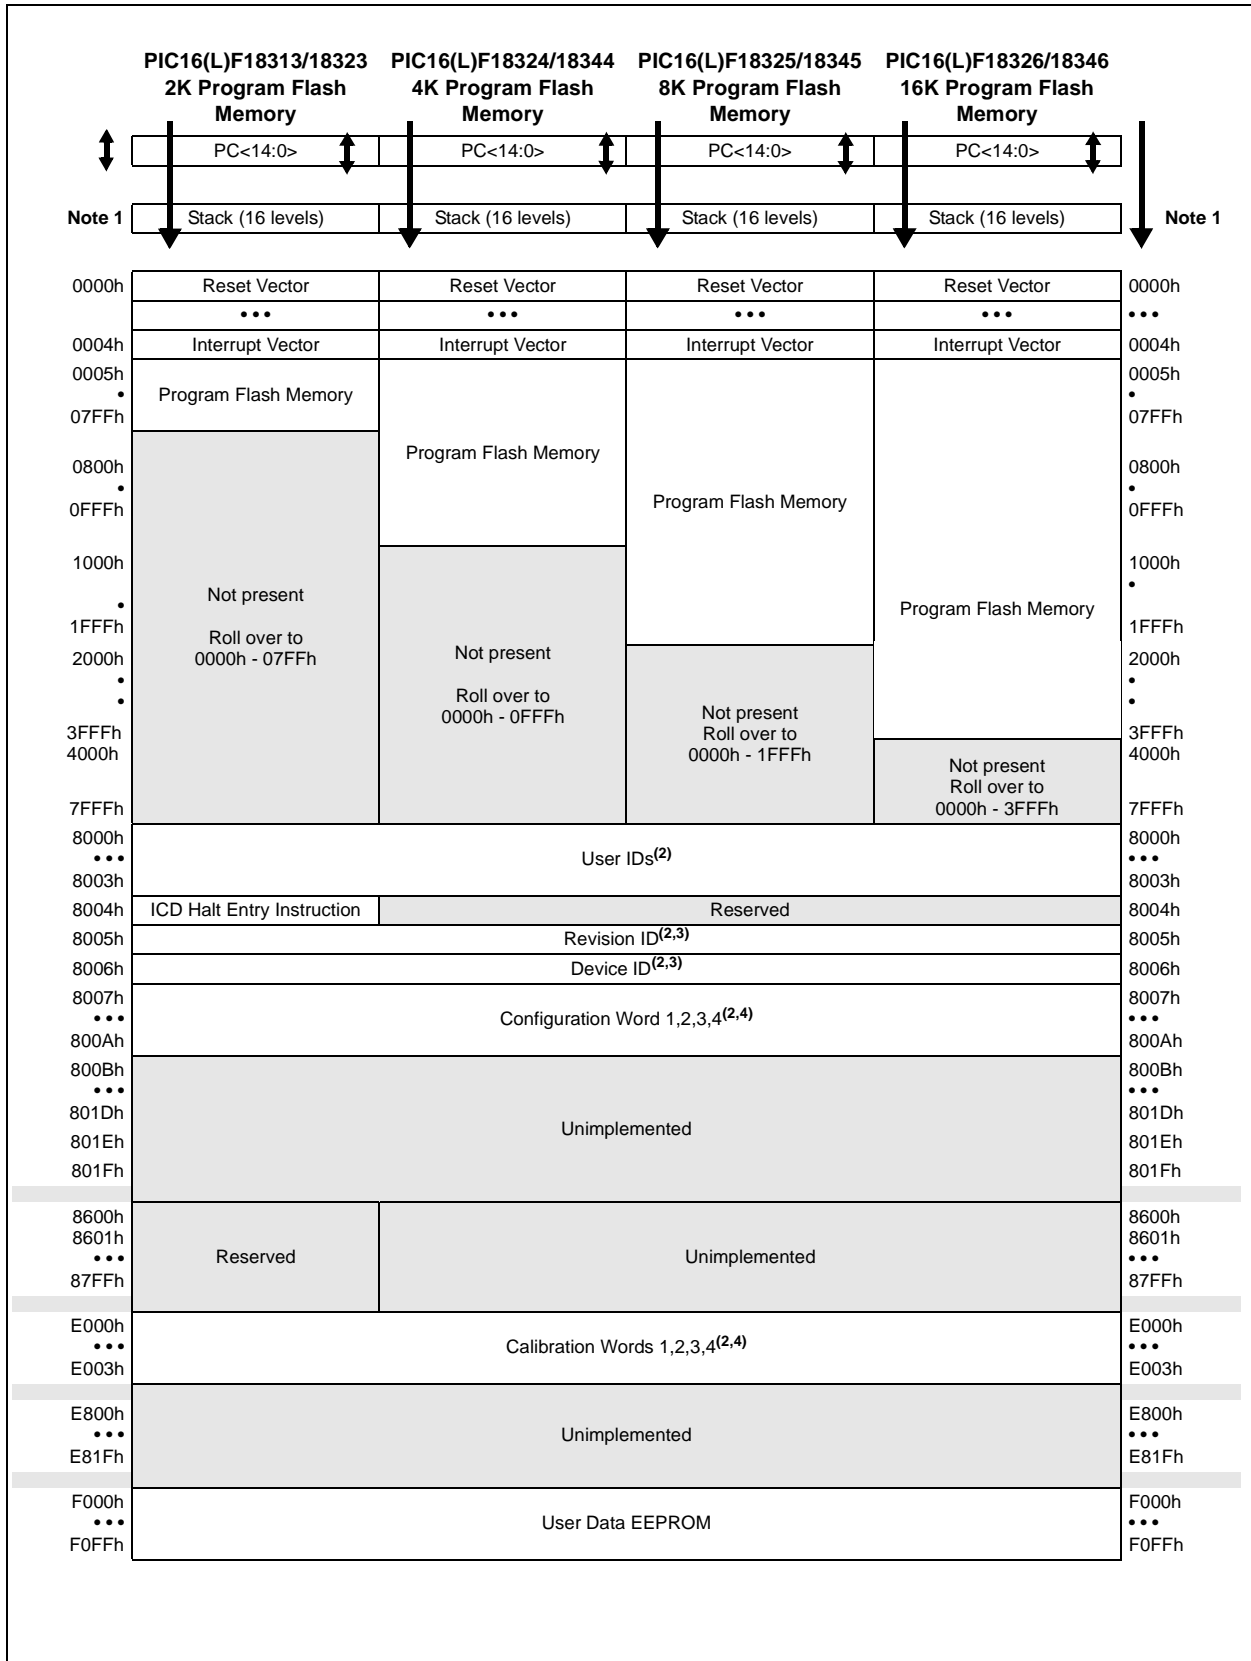 PIC16(L)F18313/18323 PIC16(L)F18324/18344 PIC16(L)F18325/18345 PIC16(L)F18326/18346
2K Program Flash 4K Program Flash 8K Program Flash 16K Program Flash
Memory Memory Memory Memory
PC<14:0> PC<14:0> PC<14:0> PC<14:0>
Note 1 Stack (16 levels) Stack (16 levels) Stack (16 levels) Stack (16 levels) Note 1
0000h Reset Vector Reset Vector Reset Vector Reset Vector 0000h
••• ••• ••• ••• •••
0004h Interrupt Vector Interrupt Vector Interrupt Vector Interrupt Vector 0004h
0005h 0005h
• Program Flash Memory •
07FFh 07FFh
Program Flash Memory
0800h 0800h
• •
Program Flash Memory
0FFFh 0FFFh
1000h 1000h
•
Not present
• Program Flash Memory
1FFFh 1FFFh
Roll over to
2000h 0000h - 07FFh Not present 2000h
• •
Roll over to
• •
0000h - 0FFFh Not present
3FFFh Roll over to 3FFFh
4000h 0000h - 1FFFh 4000h
Not present
Roll over to
7FFFh 0000h - 3FFFh 7FFFh
8000h 8000h
••• User IDs(2) •••
8003h 8003h
8004h ICD Halt Entry Instruction Reserved 8004h
8005h Revision ID(2,3) 8005h
8006h Device ID(2,3) 8006h
8007h 8007h
••• Configuration Word 1,2,3,4(2,4) •••
800Ah 800Ah
800Bh 800Bh
••• •••
801Dh 801Dh
Unimplemented
801Eh 801Eh
801Fh 801Fh
8600h 8600h
8601h 8601h
••• Reserved Unimplemented •••
87FFh 87FFh
E000h E000h
••• Calibration Words 1,2,3,4(2,4) •••
E003h E003h
E800h E800h
••• Unimplemented •••
E81Fh E81Fh
F000h F000h
••• User Data EEPROM •••
F0FFh F0FFh